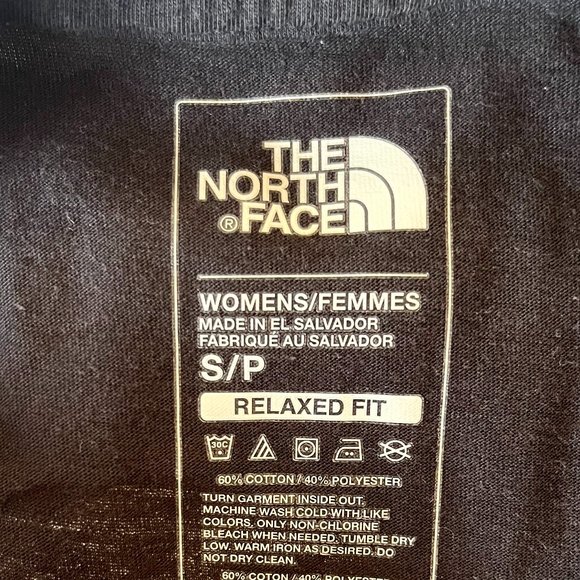 THE
NORTH
®FACE
WOMENS/FEMMES
MADE IN EL SALVADOR
FABRIQUÉ AU SALVADOR
S/P
RELAXED FIT
30C
60% COTTON / 40% POLYESTER
TURN GARMENT INSIDE OUT.
MACHINE WASH COLD WITH LIKE
COLORS. ONLY NON-CHLORINE
BLEACH WHEN NEEDED. TUMBLE DRY
LOW. WARM IRON AS DESIRED. DO
NOT DRY CLEAN.
60% COTON / 40% POLYESTER